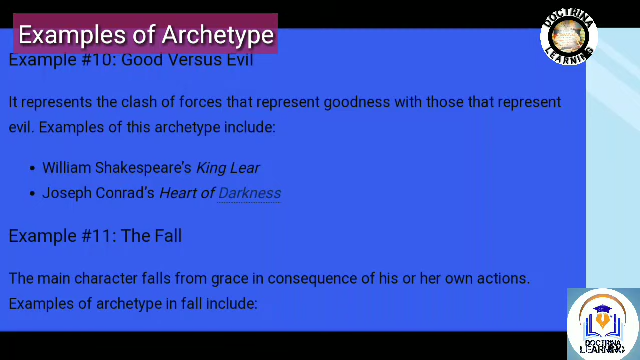 Examples of Archetype
DOCTRINA
LEARNING
Example #10: Good Versus Evil
It represents the clash of forces that represent goodness with those that represent
evil. Examples of this archetype include:
• William Shakespeare's King Lear
• Joseph Conrad's Heart of Darkness
Example #11: The Fall
The main character falls from grace in consequence of his or her own actions.
Examples of archetype in fall include:
DOCTRINA
LEARNING